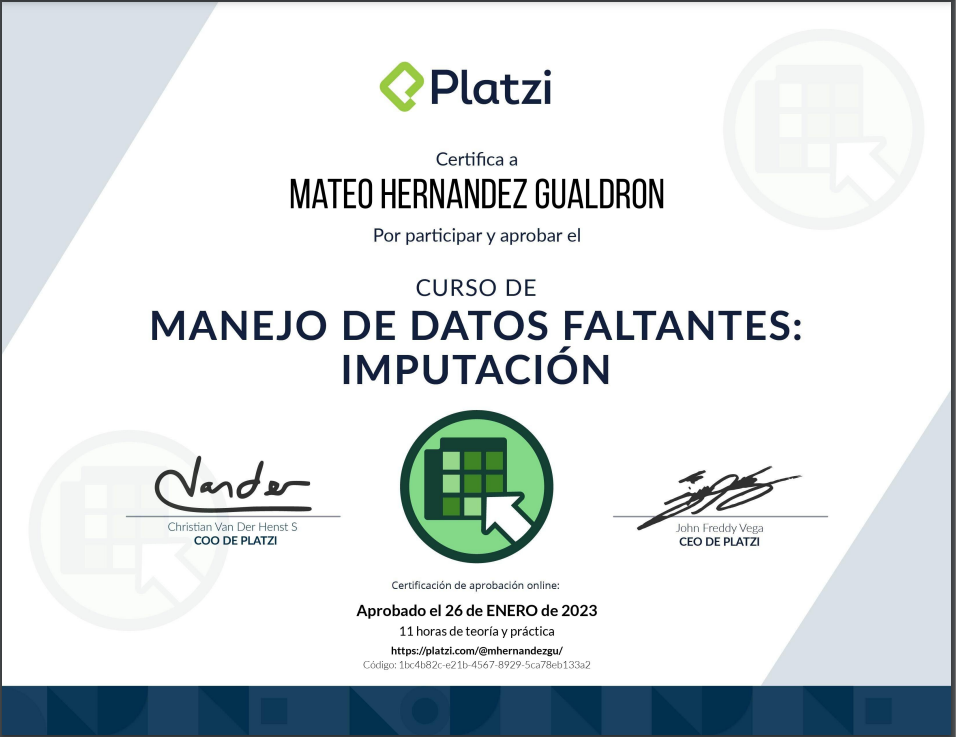 Platzi
Certifica a
MATEO HERNANDEZ GUALDRON
Por participar y aprobar el
CURSO DE
MANEJO DE DATOS FALTANTES:
IMPUTACIÓN
Vander
Christian Van Der Henst S
COO DE PLATZI
John Freddy Vega
CEO DE PLATZI
Certificación de aprobación online:
Aprobado el 26 de ENERO de 2023
11 horas de teoría y práctica
https://platzi.com/@mhernandezgu/
Código: 1bc4b82c-e21b-4567-8929-5ca78eb133a2